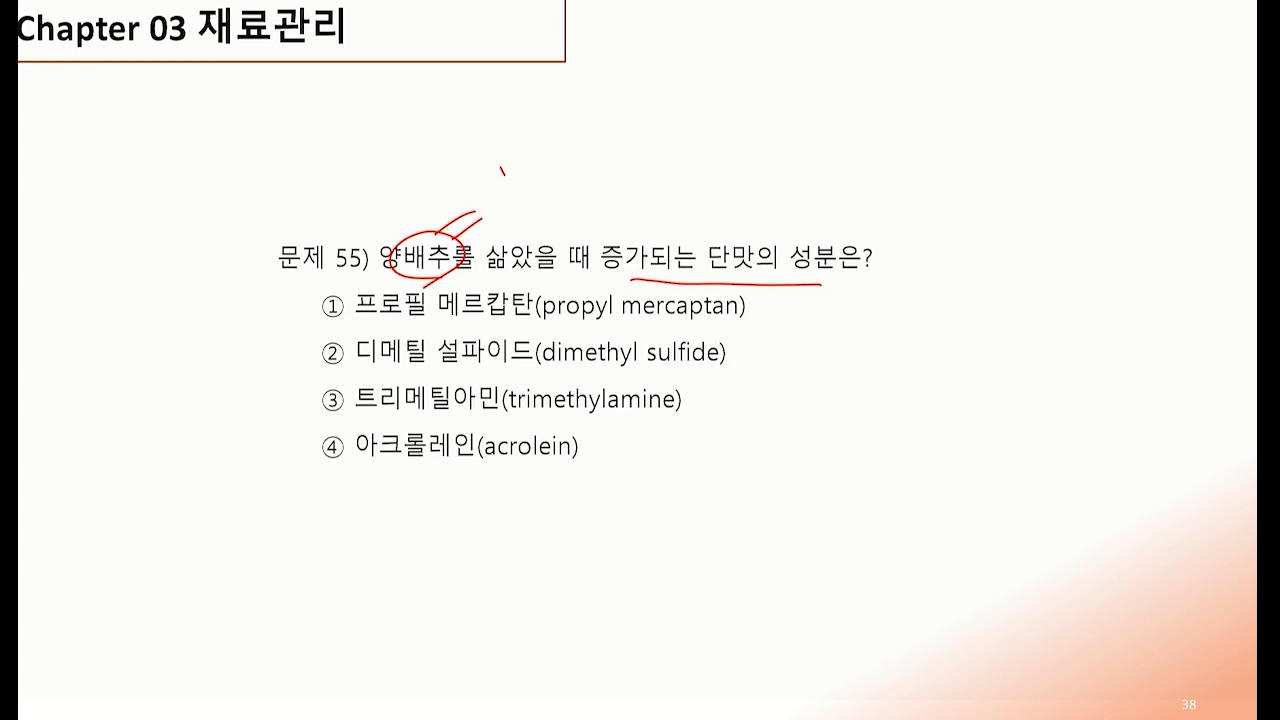 Chapter 03 재료관리
문제 55) 양배추를 삶았을 때 증가되는 단맛의 성분은?
① 프로필 메르캅탄(propyl mercaptan)
② 디메틸 설파이드(dimethyl sulfide)
③ 트리메틸아민(trimethylamine)
④ 아크롤레인(acrolein)
38